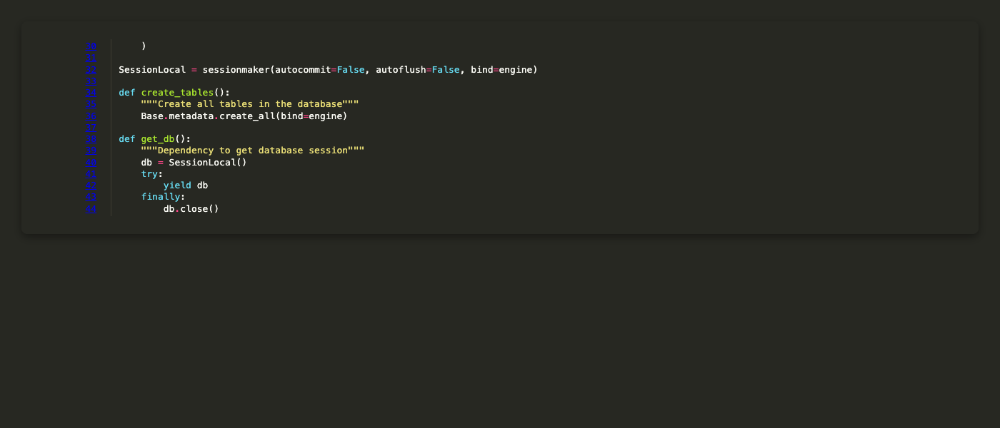 30     )
31
32 SessionLocal = sessionmaker(autocommit=False, autoflush=False, bind=engine)
33
34 def create_tables():
35     """Create all tables in the database"""
36     Base.metadata.create_all(bind=engine)
37
38 def get_db():
39     """Dependency to get database session"""
40     db = SessionLocal()
41     try:
42         yield db
43     finally:
44         db.close()